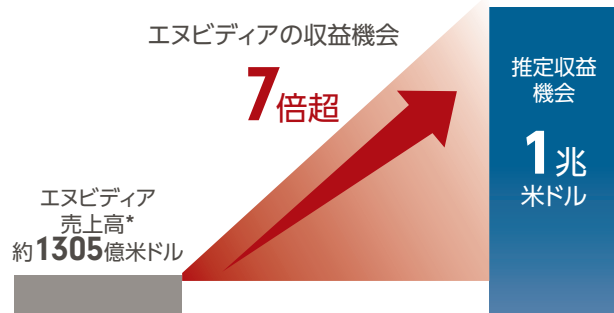 エヌビディアの収益機会
7倍超
推定収益
機会
1兆
米ドル
エヌビディア
売上高*
約1305億米ドル